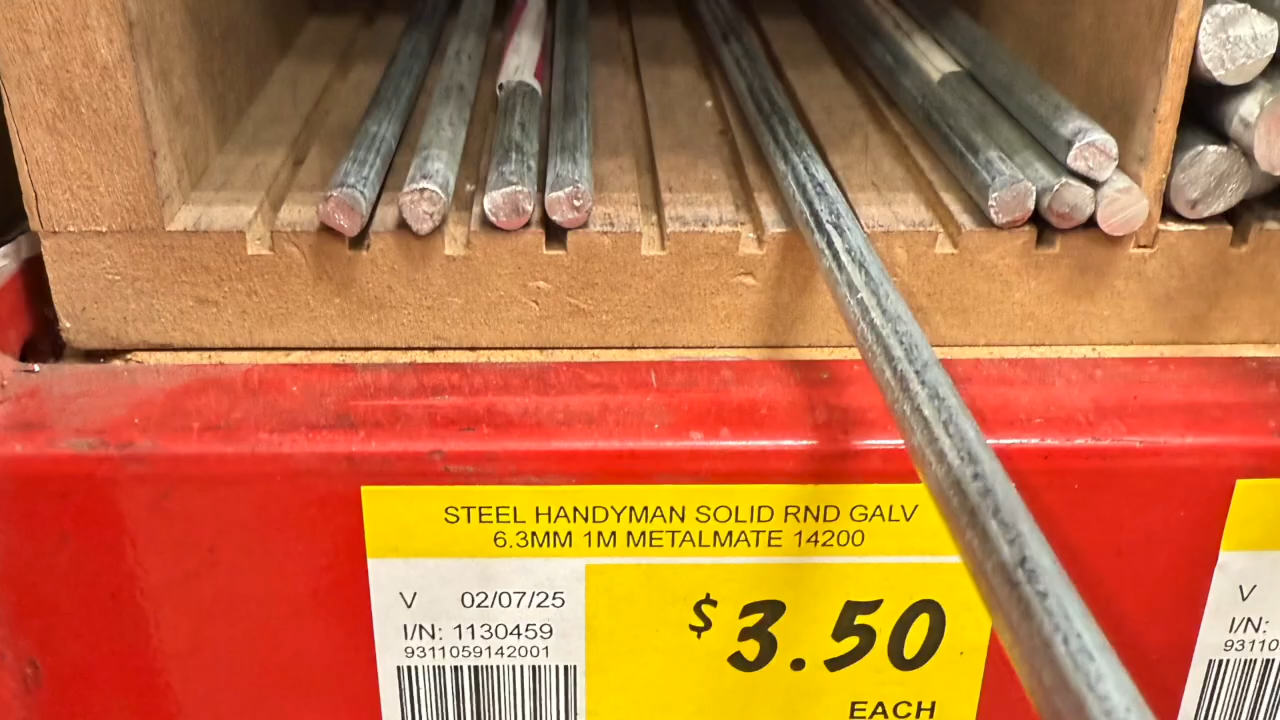 STEEL HANDYMAN SOLID RND GALV
6.3MM 1M METALMATE 14200
V 02/07/25
I/N: 1130459
9311059142001
$3.50
EACH
V
I/N:
93110